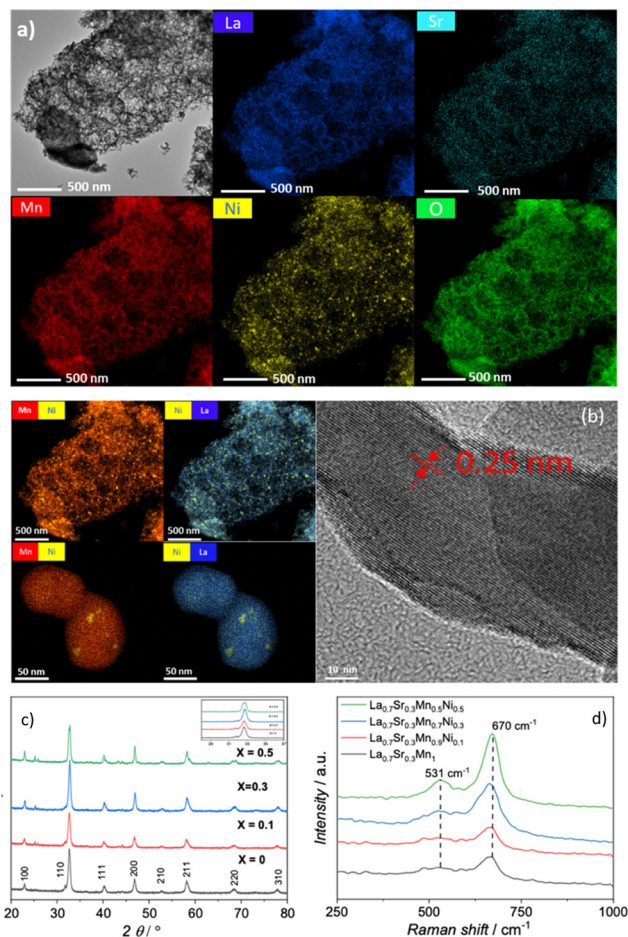 a)
La
Sr
500 nm
500 nm
500 nm
Mn
Ni
O
500 nm
500 nm
500 nm
Mn Ni
Ni La
(b)
0.25 nm
500 nm
500 nm
Mn Ni
Ni La
50 nm
50 nm
10 nm
c)
X = 0.5
X=0.3
X = 0.1
X = 0
100 110 111 200 210 211 220 310
20 30 40 50 60 70 80
2 θ / °
d)
La0.7Sr0.3Mn0.5Ni0.5
La0.7Sr0.3Mn0.7Ni0.3
La0.7Sr0.3Mn0.9Ni0.1
La0.7Sr0.3Mn1
670 cm-1
531 cm-1
Intensity / a.u.
250 500 750 1000
Raman shift / cm-1